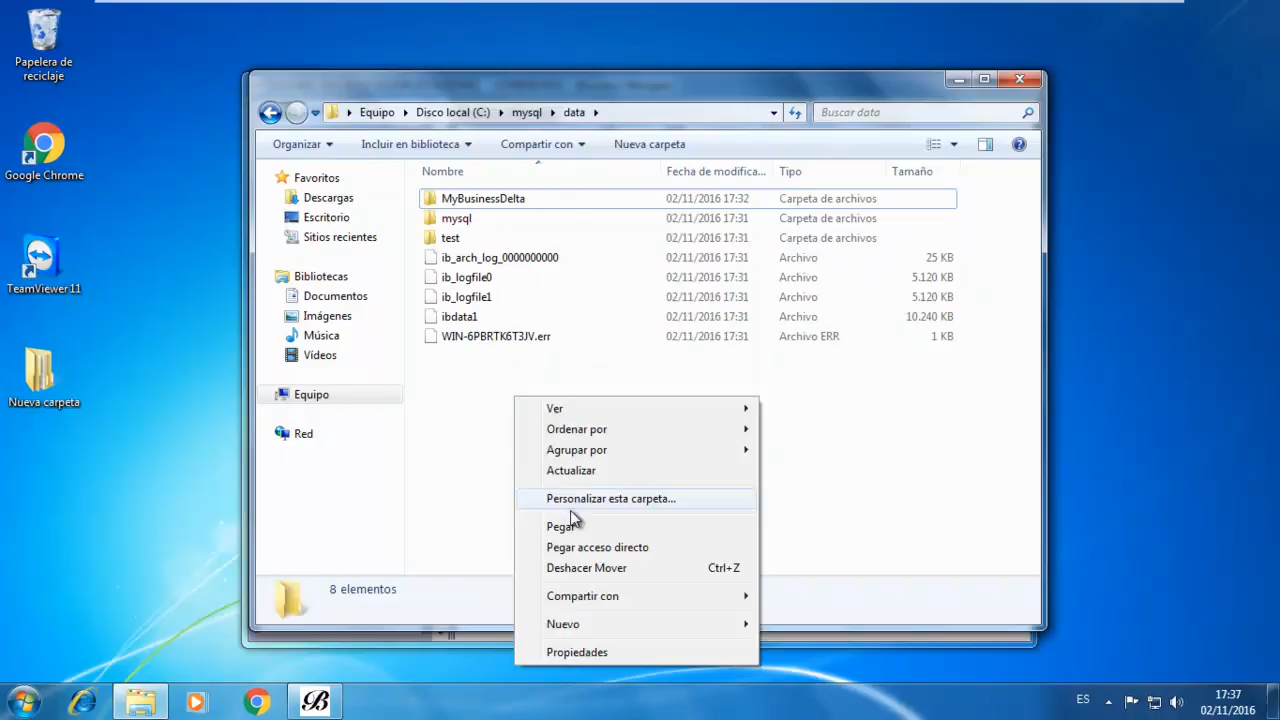 Papelera de
reciclaje
Google Chrome
TeamViewer 11
Nueva carpeta
Equipo Disco local (C:) mysql data
Buscar data
Organizar Incluir en biblioteca Compartir con Nueva carpeta
Favoritos
Descargas
Escritorio
Sitios recientes
Bibliotecas
Documentos
Imágenes
Música
Vídeos
Equipo
Red
Nombre Fecha de modifica... Tipo Tamaño
MyBusinessDelta 02/11/2016 17:32 Carpeta de archivos
mysql 02/11/2016 17:31 Carpeta de archivos
test 02/11/2016 17:31 Carpeta de archivos
ib_arch_log_0000000000 02/11/2016 17:31 Archivo 25 KB
ib_logfile0 02/11/2016 17:31 Archivo 5.120 KB
ib_logfile1 02/11/2016 17:31 Archivo 5.120 KB
ibdata1 02/11/2016 17:31 Archivo 10.240 KB
WIN-6PBRTK6T3JV.err 02/11/2016 17:31 Archivo ERR 1 KB
Ver
Ordenar por
Agrupar por
Actualizar
Personalizar esta carpeta...
Pegar
Pegar acceso directo
Deshacer Mover Ctrl+Z
Compartir con
Nuevo
Propiedades
8 elementos
B
ES
17:37
02/11/2016